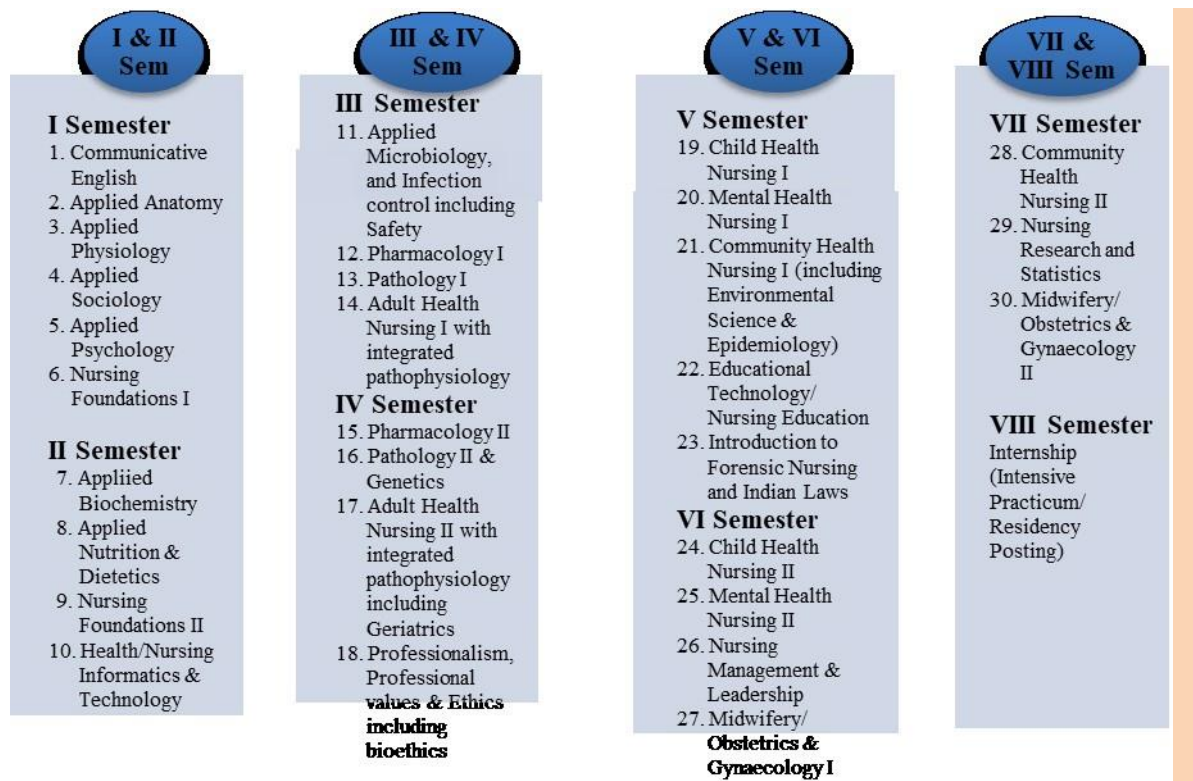 I & II
Sem
I Semester
1. Communicative
English
2. Applied Anatomy
3. Applied
Physiology
4. Applied
Sociology
5. Applied
Psychology
6. Nursing
Foundations I
II Semester
7. Appliied
Biochemistry
8. Applied
Nutrition &
Dietetics
9. Nursing
Foundations II
10. Health/Nursing
Informatics &
Technology
III & IV
Sem
III Semester
11. Applied
Microbiology,
and Infection
control including
Safety
12. Pharmacology I
13. Pathology I
14. Adult Health
Nursing I with
integrated
pathophysiology
IV Semester
15. Pharmacology II
16. Pathology II &
Genetics
17. Adult Health
Nursing II with
integrated
pathophysiology
including
Geriatrics
18. Professionalism,
Professional
values & Ethics
including
bioethics
V & VI
Sem
V Semester
19. Child Health
Nursing I
20. Mental Health
Nursing I
21. Community Health
Nursing I (including
Environmental
Science &
Epidemiology)
22. Educational
Technology/
Nursing Education
23. Introduction to
Forensic Nursing
and Indian Laws
VI Semester
24. Child Health
Nursing II
25. Mental Health
Nursing II
26. Nursing
Management &
Leadership
27. Midwifery/
Obstetrics &
Gynaecology I
VII &
VIII Sem
VII Semester
28. Community
Health
Nursing II
29. Nursing
Research and
Statistics
30. Midwifery/
Obstetrics &
Gynaecology
II
VIII Semester
Internship
(Intensive
Practicum/
Residency
Posting)